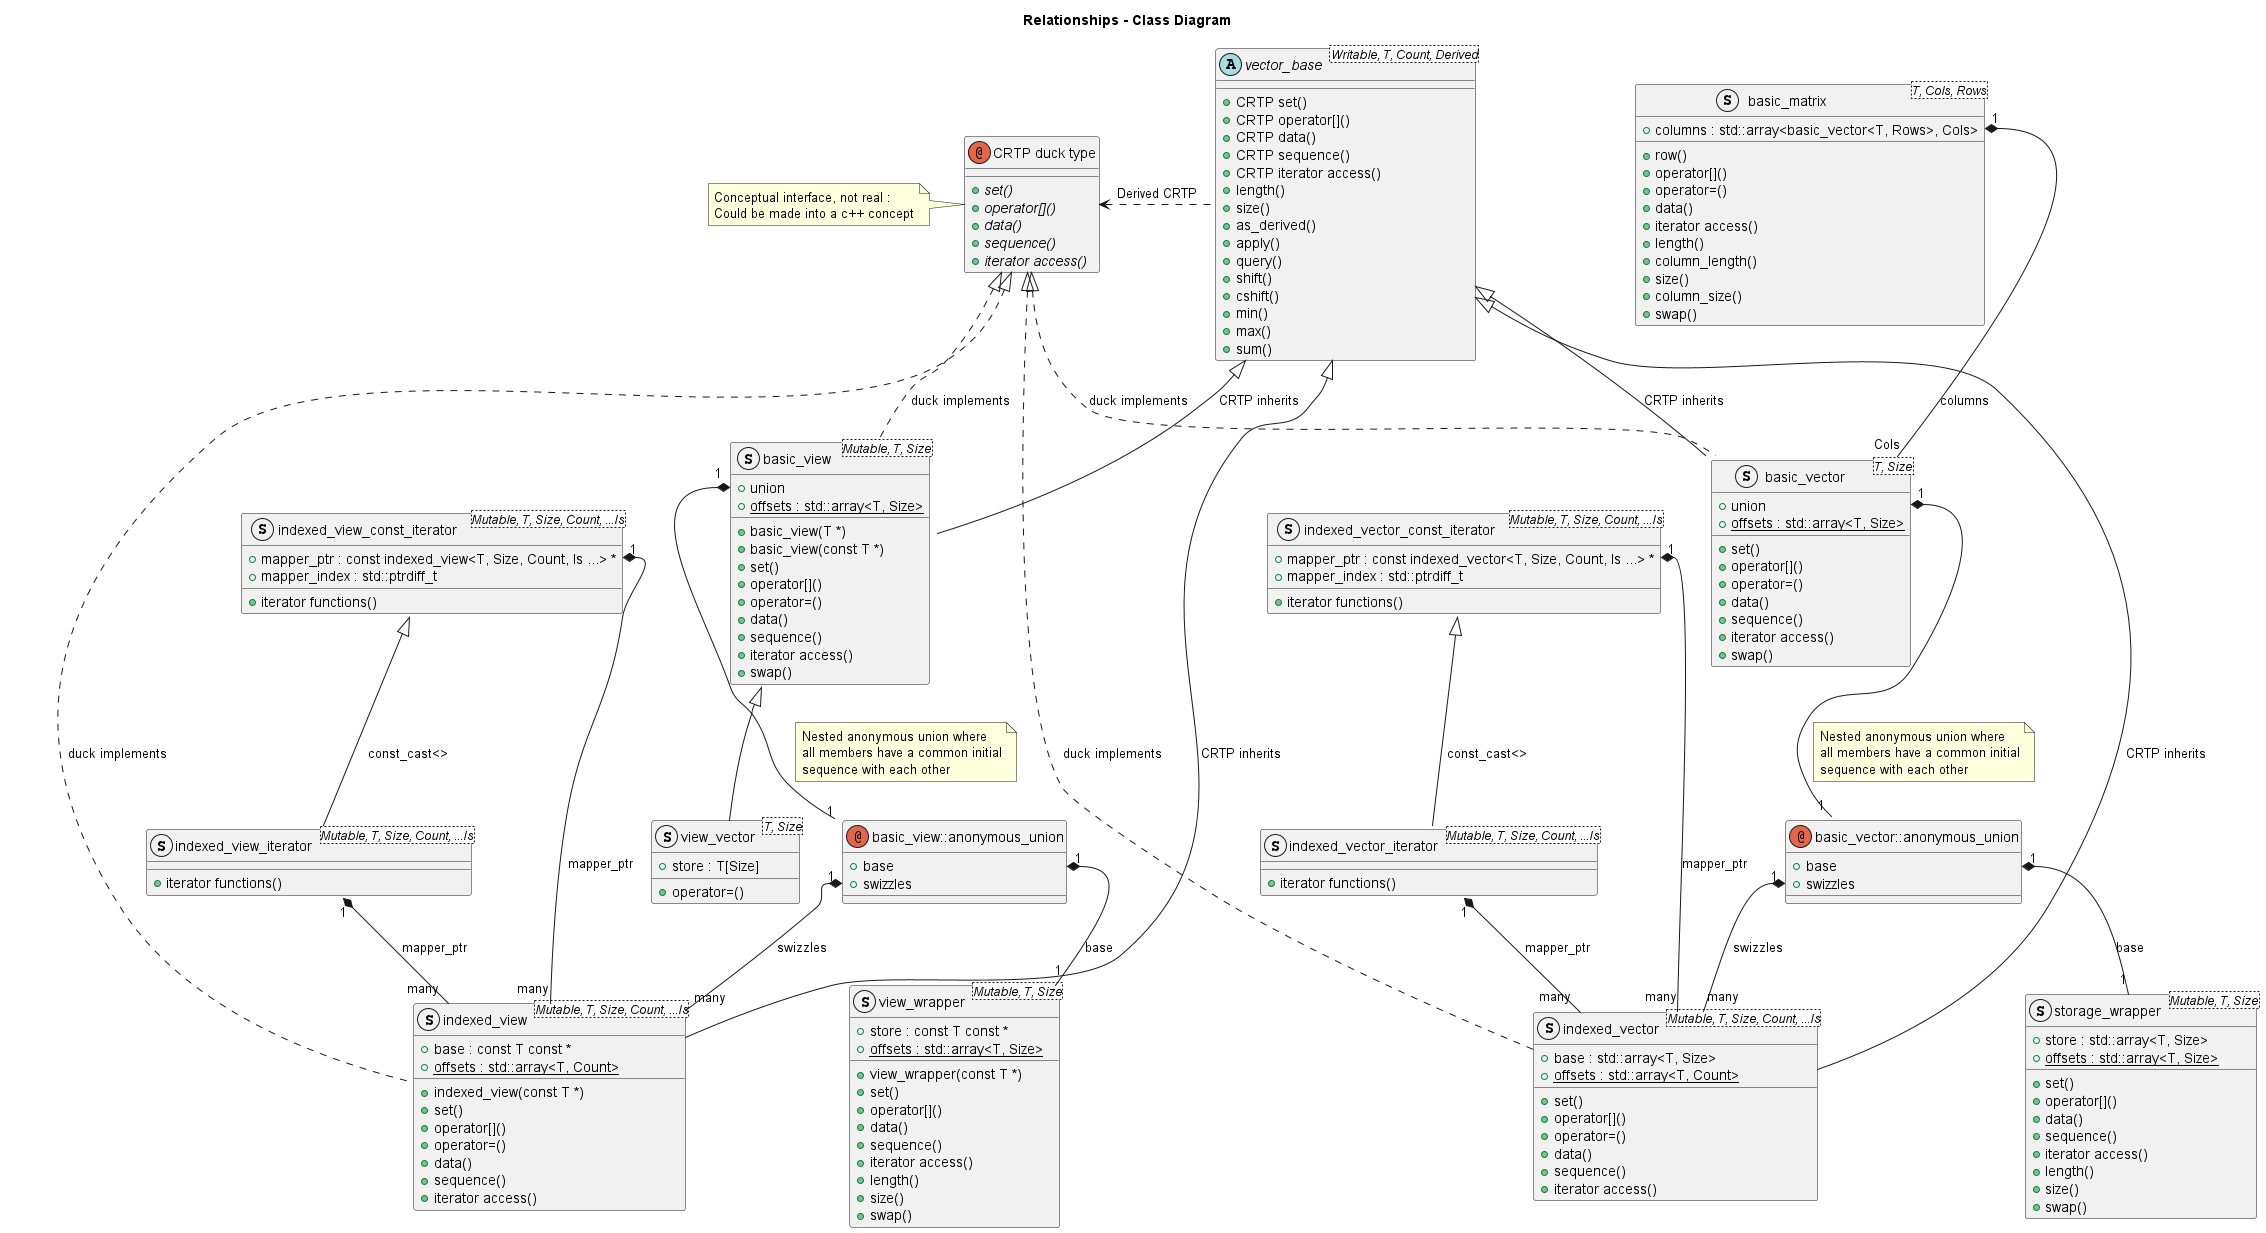 Relationships - Class Diagram
A vector_base
Writable, T, Count, Derived
CRTP set()
CRTP operator[]()
CRTP data()
CRTP sequence()
CRTP iterator access()
length()
size()
as_derived()
apply()
query()
shift()
cshift()
min()
max()
sum()
S basic_matrix
T, Cols, Rows
columns : std::array<basic_vector<T, Rows>, Cols>
row()
operator[]()
operator=()
data()
iterator access()
length()
column_length()
size()
column_size()
swap()
1
@ CRTP duck type
set()
operator[]()
data()
sequence()
iterator access()
Conceptual interface, not real :
Could be made into a c++ concept
Derived CRTP
duck implements
duck implements
CRTP inherits
CRTP inherits
columns
Cols
S basic_view
Mutable, T, Size
union
offsets : std::array<T, Size>
basic_view(T *)
basic_view(const T *)
set()
operator[]()
operator=()
data()
sequence()
iterator access()
swap()
1
S basic_vector
T, Size
union
offsets : std::array<T, Size>
set()
operator[]()
operator=()
data()
sequence()
iterator access()
swap()
1
S indexed_view_const_iterator
Mutable, T, Size, Count, ...Is
mapper_ptr : const indexed_view<T, Size, Count, Is ...> *
mapper_index : std::ptrdiff_t
iterator functions()
1
S indexed_vector_const_iterator
Mutable, T, Size, Count, ...Is
mapper_ptr : const indexed_vector<T, Size, Count, Is ...> *
mapper_index : std::ptrdiff_t
iterator functions()
1
duck implements
const_cast<>
Nested anonymous union where
all members have a common initial
sequence with each other
duck implements
CRTP inherits
const_cast<>
Nested anonymous union where
all members have a common initial
sequence with each other
CRTP inherits
S indexed_view_iterator
Mutable, T, Size, Count, ...Is
iterator functions()
1
mapper_ptr
S view_vector
T, Size
store : T[Size]
operator=()
1
@ basic_view::anonymous_union
base
swizzles
1
1
S indexed_vector_iterator
Mutable, T, Size, Count, ...Is
iterator functions()
1
mapper_ptr
1
@ basic_vector::anonymous_union
base
swizzles
1
1
mapper_ptr
swizzles
base
mapper_ptr
swizzles
base
many
many
many
1
many
many
many
1
S indexed_view
Mutable, T, Size, Count, ...Is
base : const T const *
offsets : std::array<T, Count>
indexed_view(const T *)
set()
operator[]()
operator=()
data()
sequence()
iterator access()
S view_wrapper
Mutable, T, Size
store : const T const *
offsets : std::array<T, Size>
view_wrapper(const T *)
set()
operator[]()
data()
sequence()
iterator access()
length()
size()
swap()
S indexed_vector
Mutable, T, Size, Count, ...Is
base : std::array<T, Size>
offsets : std::array<T, Count>
set()
operator[]()
operator=()
data()
sequence()
iterator access()
S storage_wrapper
Mutable, T, Size
store : std::array<T, Size>
offsets : std::array<T, Size>
set()
operator[]()
data()
sequence()
iterator access()
length()
size()
swap()